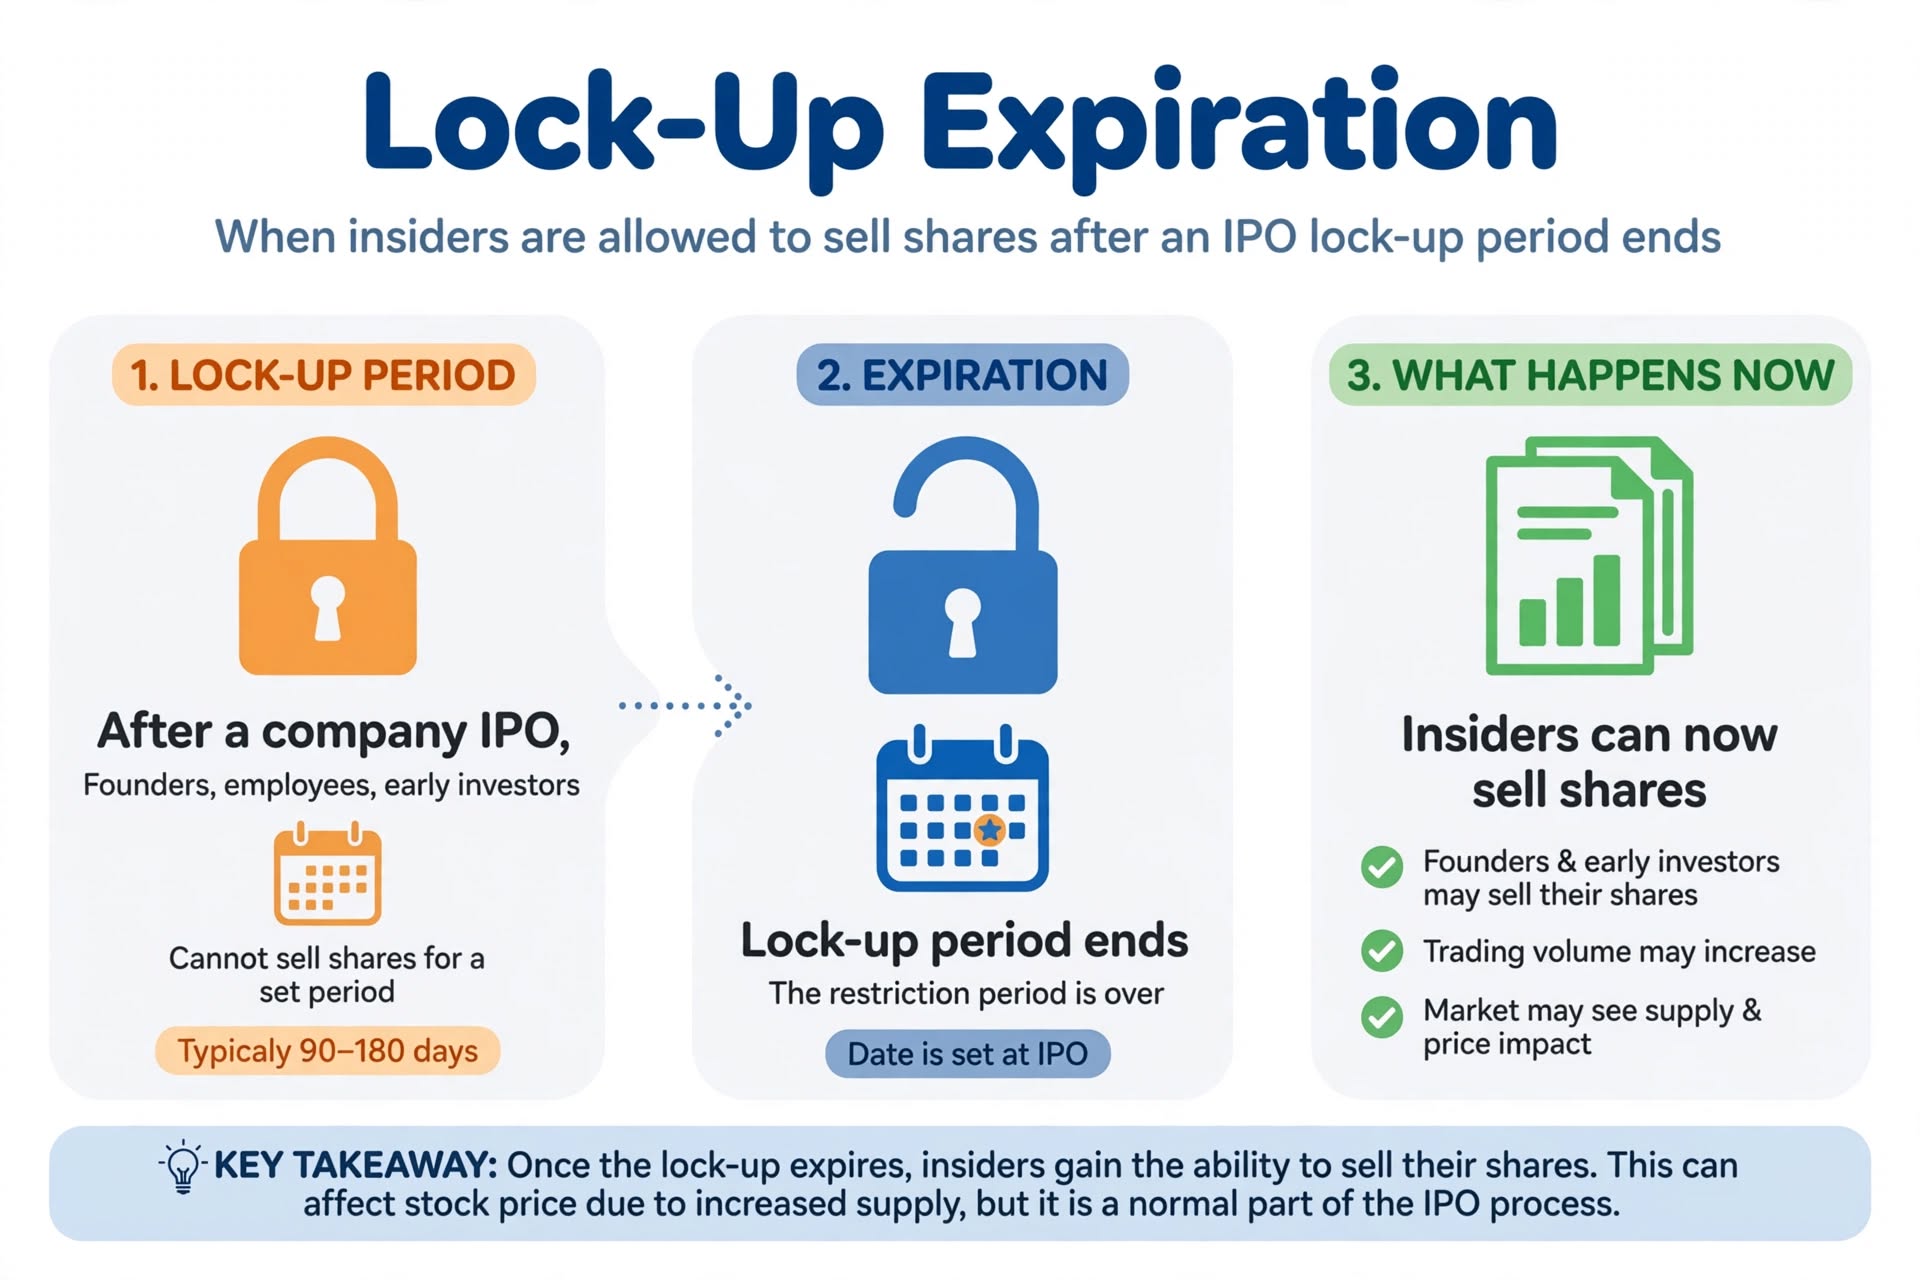 Lock-Up Expiration
When insiders are allowed to sell shares after an IPO lock-up period ends
1. LOCK-UP PERIOD
After a company IPO,
Founders, employees, early investors
Cannot sell shares for a
set period
Typicaly 90–180 days
2. EXPIRATION
Lock-up period ends
The restriction period is over
Date is set at IPO
3. WHAT HAPPENS NOW
Insiders can now
sell shares
Founders & early investors
may sell their shares
Trading volume may increase
Market may see supply &
price impact
KEY TAKEAWAY: Once the lock-up expires, insiders gain the ability to sell their shares. This can
affect stock price due to increased supply, but it is a normal part of the IPO process.